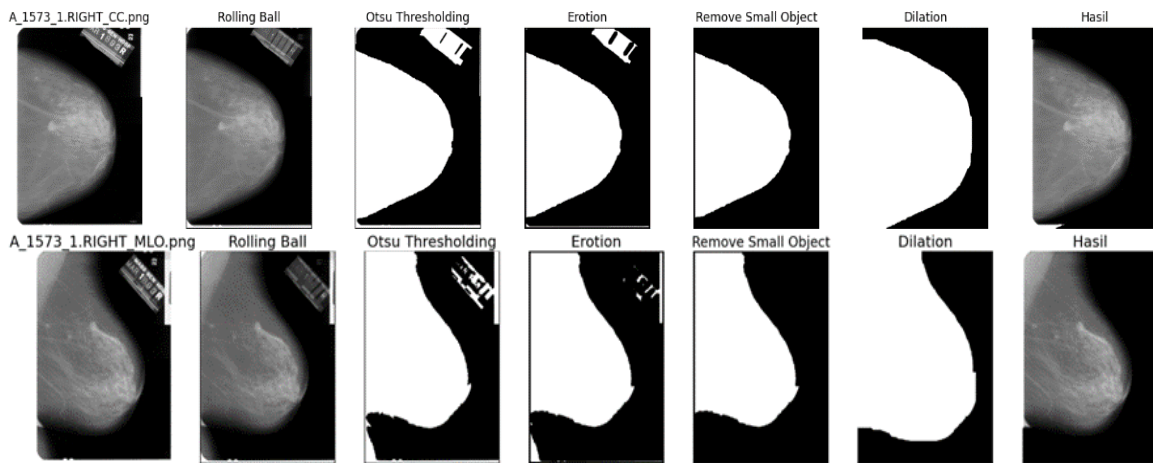 A_1573_1.RIGHT_CC.png Rolling Ball Otsu Thresholding Erotion Remove Small Object Dilation Hasil
A_1573_1.RIGHT_MLO.png Rolling Ball Otsu Thresholding Erotion Remove Small Object Dilation Hasil